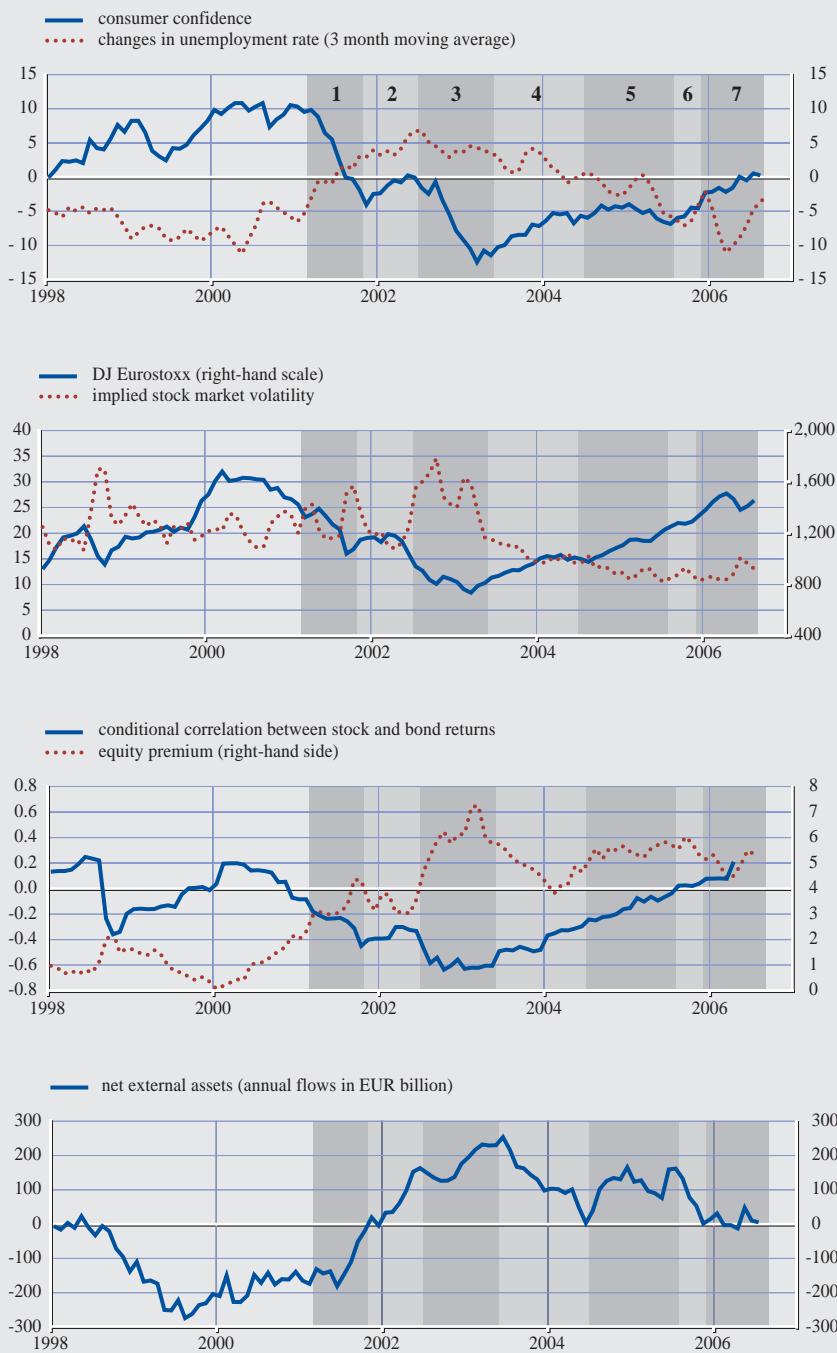 consumer confidence
changes in unemployment rate (3 month moving average)
15 15
10 10
5 5
0 0
- 5 - 5
- 10 - 10
- 15 - 15
1 2 3 4 5 6 7
1998 2000 2002 2004 2006
DJ Eurostoxx (right-hand scale)
implied stock market volatility
40 2,000
35
30 1,600
25
20 1,200
15
10 800
5
0 400
1998 2000 2002 2004 2006
conditional correlation between stock and bond returns
equity premium (right-hand side)
0.8 8
0.6 7
0.4 6
0.2 5
0.0 4
-0.2 3
-0.4 2
-0.6 1
-0.8 0
1998 2000 2002 2004 2006
net external assets (annual flows in EUR billion)
300 300
200 200
100 100
0 0
-100 -100
-200 -200
-300 -300
1998 2000 2002 2004 2006